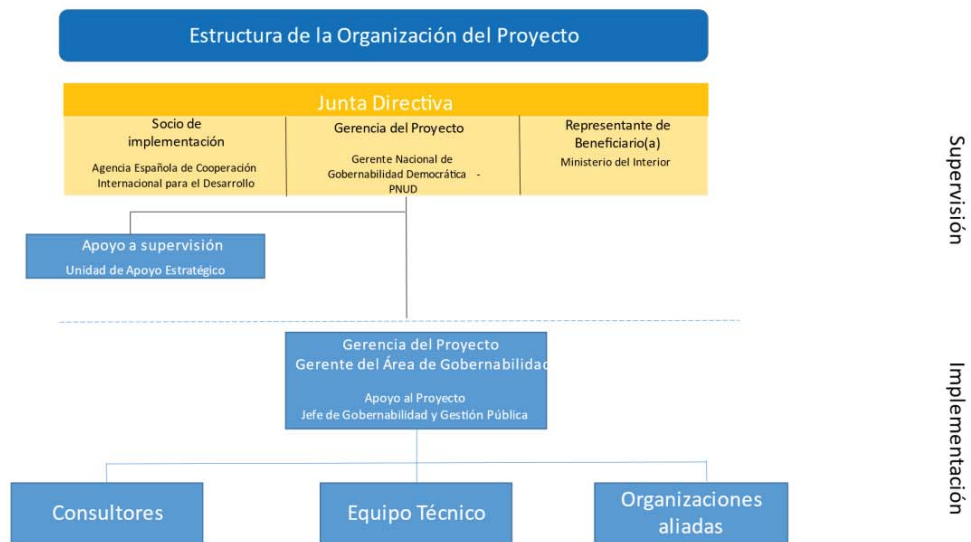 Estructura de la Organización del Proyecto
Junta Directiva
Socio de
implementación
Agencia Española de Cooperación
Internacional para el Desarrollo
Gerencia del Proyecto
Gerente Nacional de
Gobernabilidad Democrática -
PNUD
Representante de
Beneficiario(a)
Ministerio del Interior
Supervisión
Apoyo a supervisión
Unidad de Apoyo Estratégico
Gerencia del Proyecto
Gerente del Área de Gobernabilidad
Apoyo al Proyecto
Jefe de Gobernabilidad y Gestión Pública
Implementación
Consultores
Equipo Técnico
Organizaciones
aliadas